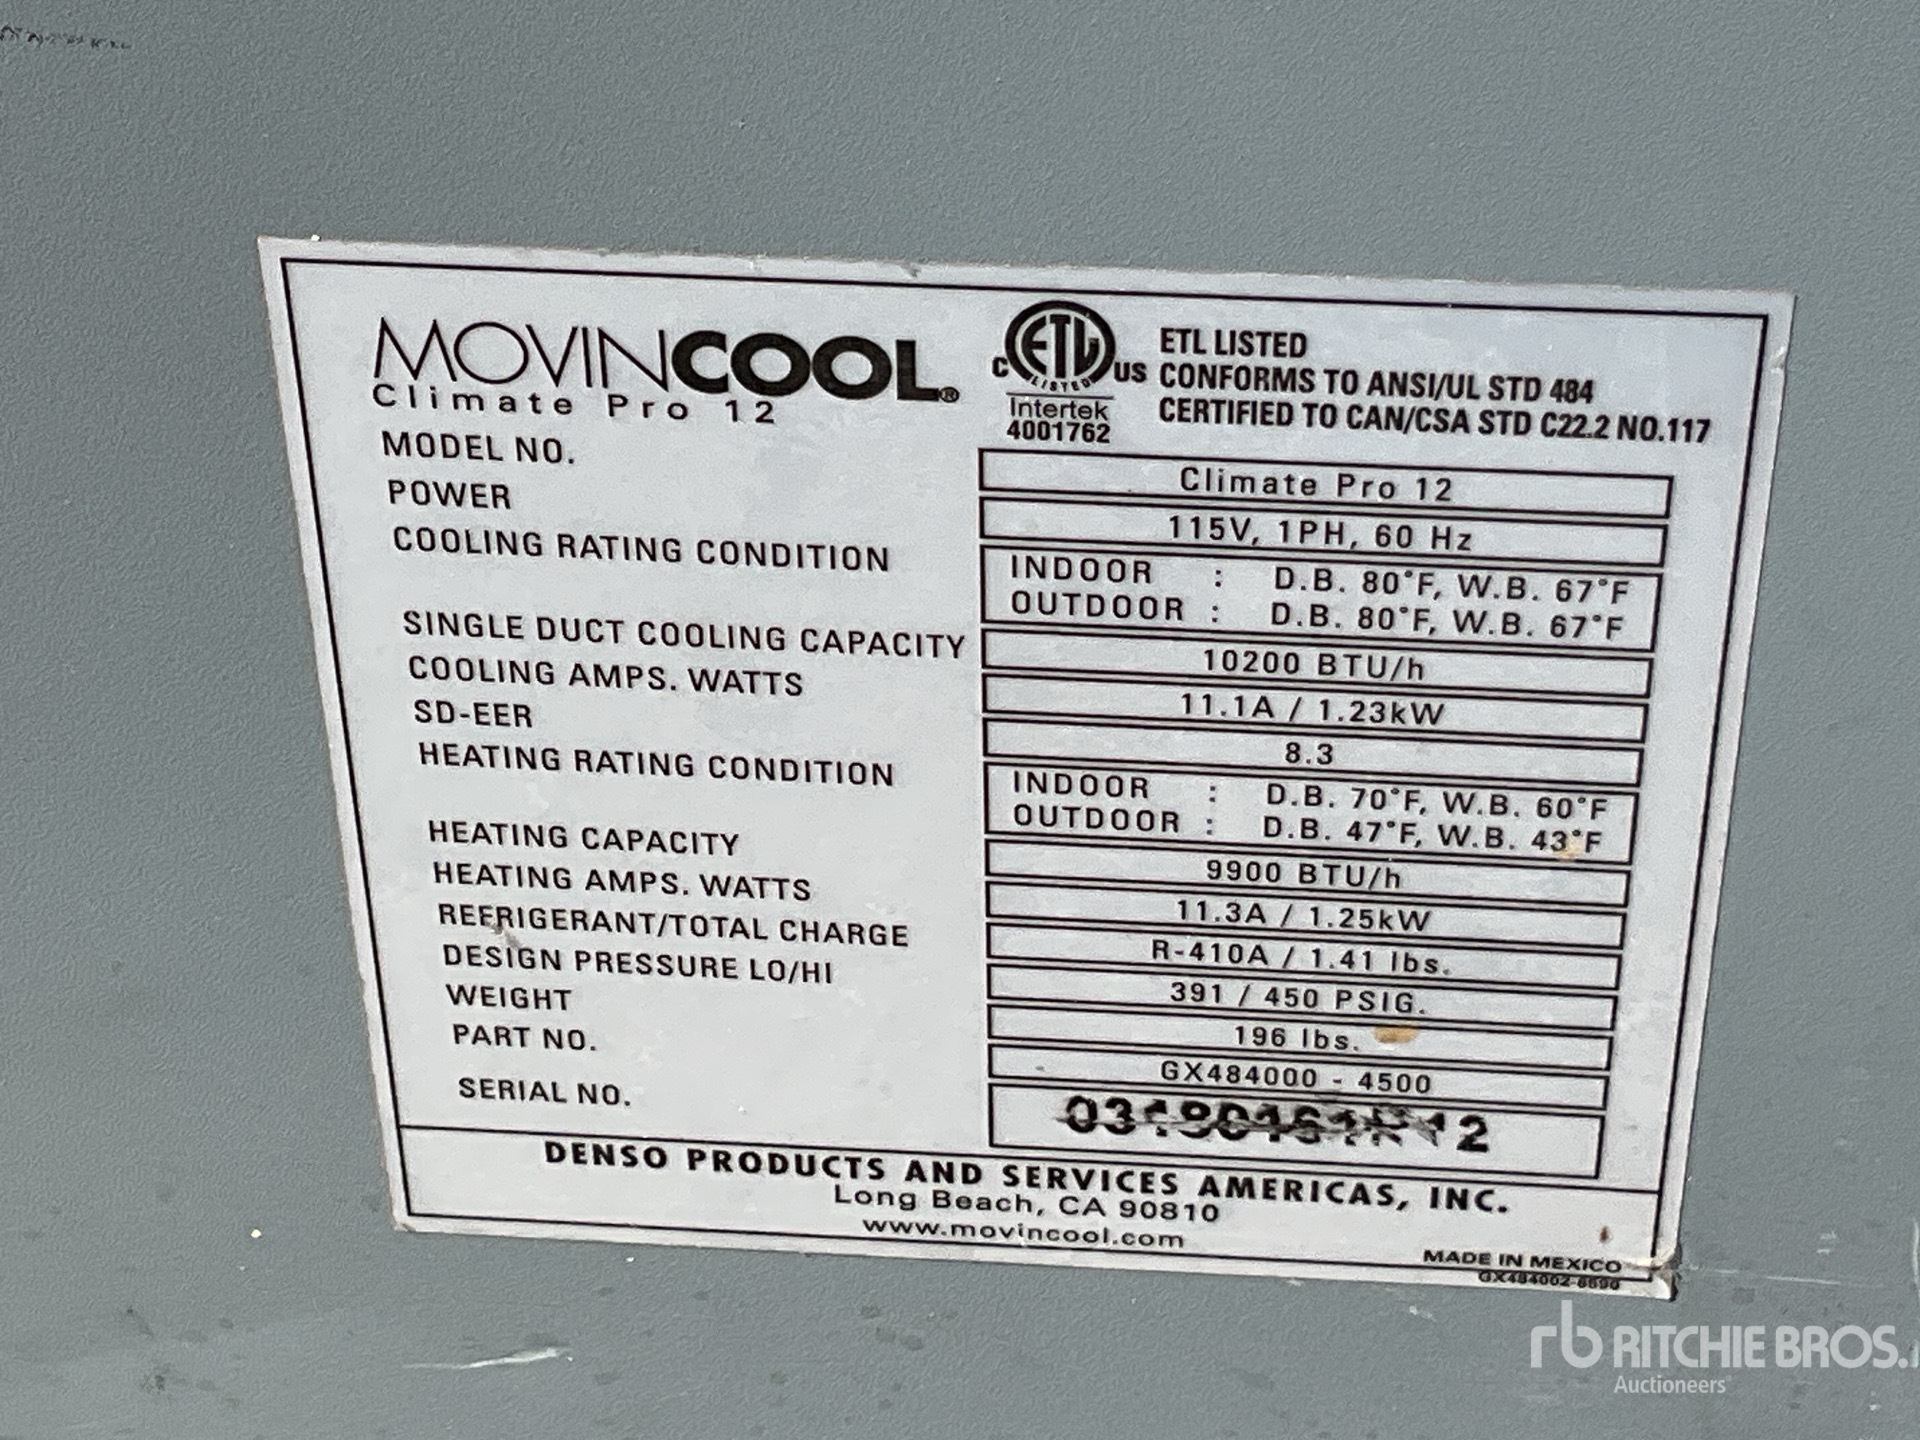 MOVINCOOL®
Climate Pro 12
C ETL LISTED US
Intertek
4001762
ETL LISTED
CONFORMS TO ANSI/UL STD 484
CERTIFIED TO CAN/CSA STD C22.2 NO.117
MODEL NO. Climate Pro 12
POWER 115V, 1PH, 60 Hz
COOLING RATING CONDITION INDOOR : D.B. 80°F, W.B. 67°F
OUTDOOR : D.B. 80°F, W.B. 67°F
SINGLE DUCT COOLING CAPACITY 10200 BTU/h
COOLING AMPS. WATTS 11.1A / 1.23kW
SD-EER 8.3
HEATING RATING CONDITION INDOOR : D.B. 70°F, W.B. 60°F
OUTDOOR : D.B. 47°F, W.B. 43°F
HEATING CAPACITY 9900 BTU/h
HEATING AMPS. WATTS 11.3A / 1.25kW
REFRIGERANT/TOTAL CHARGE R-410A / 1.41 lbs.
DESIGN PRESSURE LO/HI 391 / 450 PSIG.
WEIGHT 196 lbs.
PART NO. GX484000 - 4500
SERIAL NO.
DENSO PRODUCTS AND SERVICES AMERICAS, INC.
Long Beach, CA 90810
www.movincool.com
MADE IN MEXICO
rb RITCHIE BROS.
Auctioneers